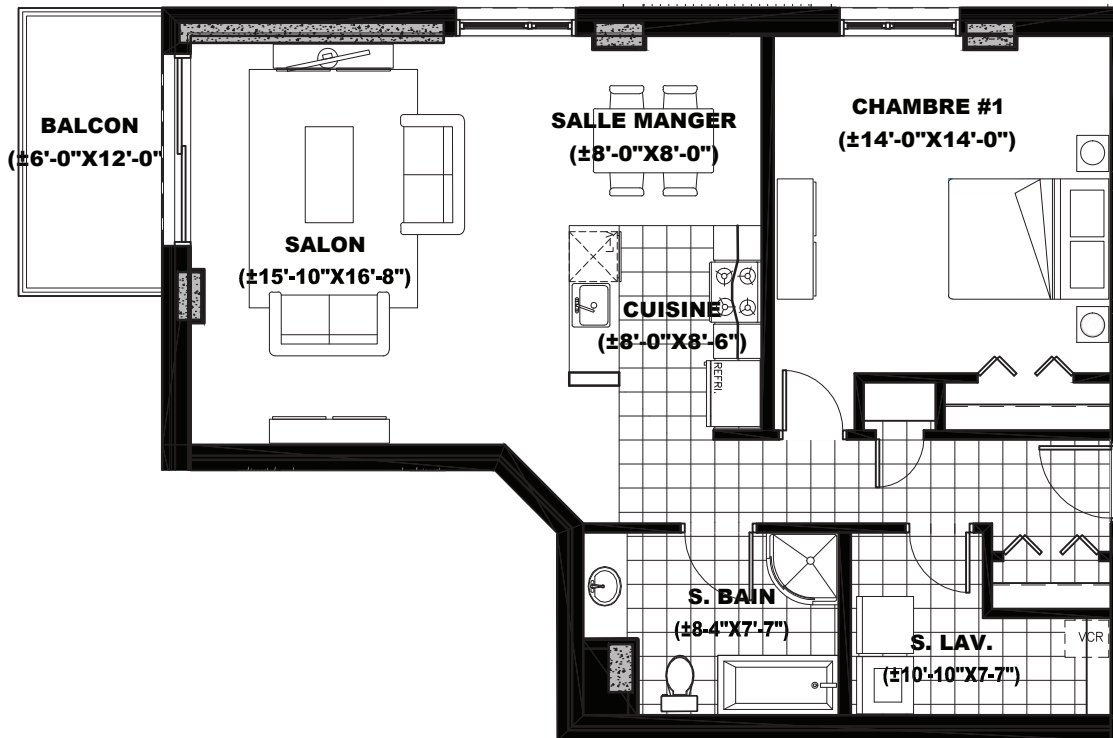 BALCON
(±6'-0"X12'-0"
SALLE MANGER
(±8'-0"X8'-0")
CHAMBRE #1
(±14'-0"X14'-0")
SALON
(±15'-10"X16'-8")
CUISINE
(±8'-0"X8'-6")
REFRI.
S. BAIN
(±8-4"X7'-7")
S. LAV.
(±10'-10"X7-7")
VCR